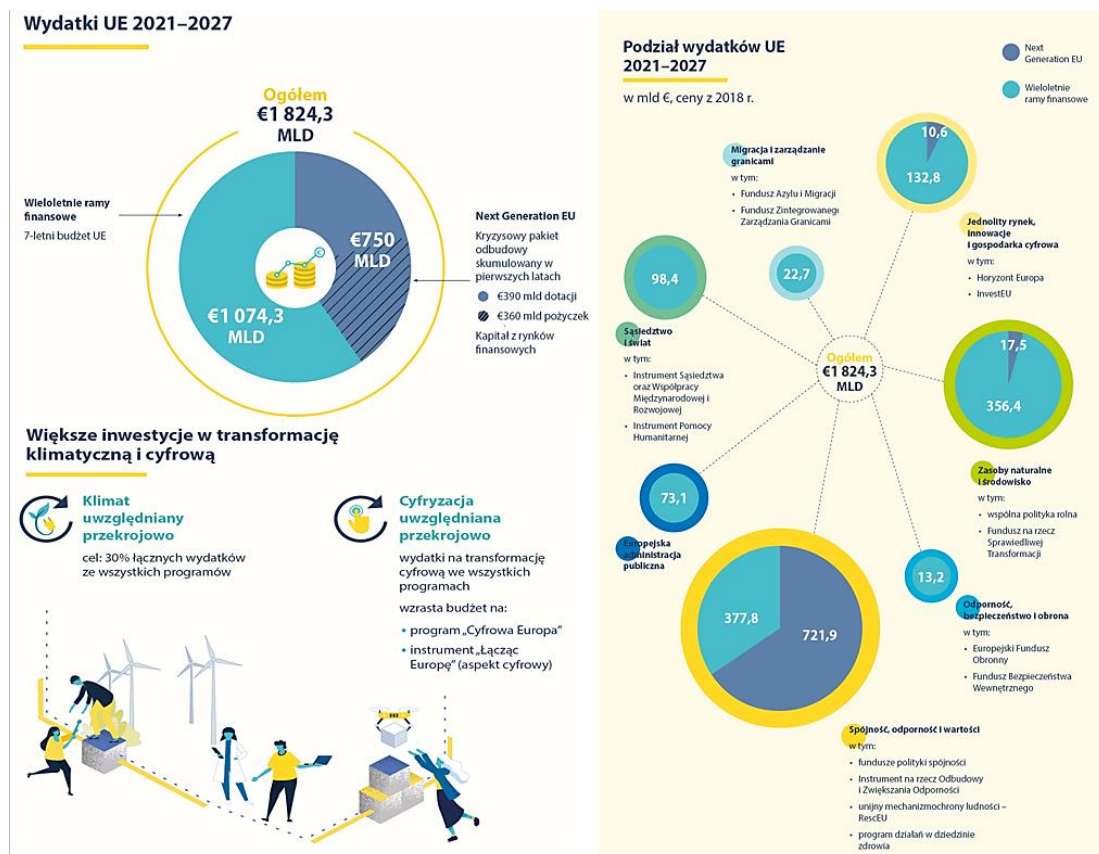 Wydatki UE 2021–2027
Ogółem
€1 824,3
MLD
Wieloletnie ramy
finansowe
7-letni budżet UE
€750
MLD
€1 074,3
MLD
Next Generation EU
Kryzysowy pakiet
odbudowy
skumulowany w
pierwszych latach
€390 mld dotacji
€360 mld pożyczek
Kapitał z rynków
finansowych
Większe inwestycje w transformację
klimatyczną i cyfrową
Klimat
uwzględniany
przekrojowo
cel: 30% łącznych wydatków
ze wszystkich programów
Cyfryzacja
uwzględniana
przekrojowo
wydatki na transformację
cyfrową we wszystkich
programach
wzrasta budżet na:
• program „Cyfrowa Europa”
• instrument „Łącząc
Europę” (aspekt cyfrowy)
Podział wydatków UE
2021–2027
w mld €, ceny z 2018 r.
Next
Generation EU
Wieloletnie
ramy finansowe
Migracja i zarządzanie
granicami
w tym:
• Fundusz Azylu i Migracji
• Fundusz Zintegrowaneg
Zarządzania Granicami
22,7
10,6
132,8
Jednolity rynek,
innowacje
i gospodarka cyfrowa
w tym:
• Horyzont Europa
• InvestEU
98,4
Sąsiedztwo
i świat
w tym:
• Instrument Sąsiedztwa
oraz Współpracy
Międzynarodowej i
Rozwojowej
• Instrument Pomocy
Humanitarnej
Ogółem
€1 824,3
MLD
17,5
356,4
Zasoby naturalne
i środowisko
w tym:
• wspólna polityka rolna
• Fundusz na rzecz
Sprawiedliwej
Transformacji
73,1
Europejska
administracja
publiczna
377,8
721,9
13,2
Odporność,
bezpieczeństwo i obrona
w tym:
• Europejski Fundusz
Obronny
• Fundusz Bezpieczeństwa
Wewnętrznego
Spójność, odporność i wartości
w tym:
• fundusze polityki spójności
• Instrument na rzecz Odbudowy
i Zwiększania Odporności
• unijny mechanizmochrony ludności –
RescEU
• program działań w dziedzinie
zdrowia